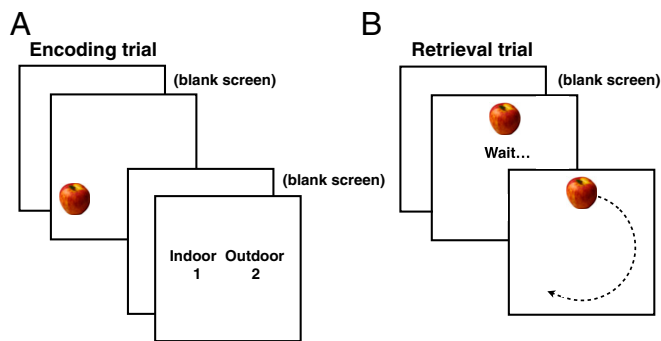 A
Encoding trial
(blank screen)
(blank screen)
Indoor Outdoor
1 2
B
Retrieval trial
(blank screen)
Wait...